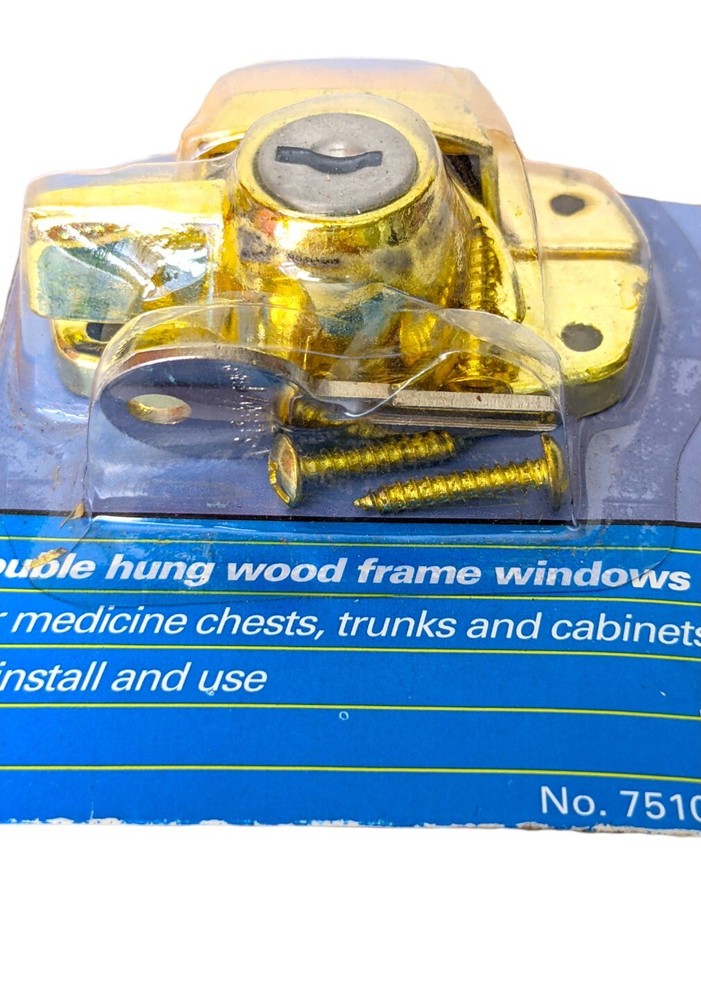 ouble hung wood frame windows
r medicine chests, trunks and cabinets
install and use
No. 7510